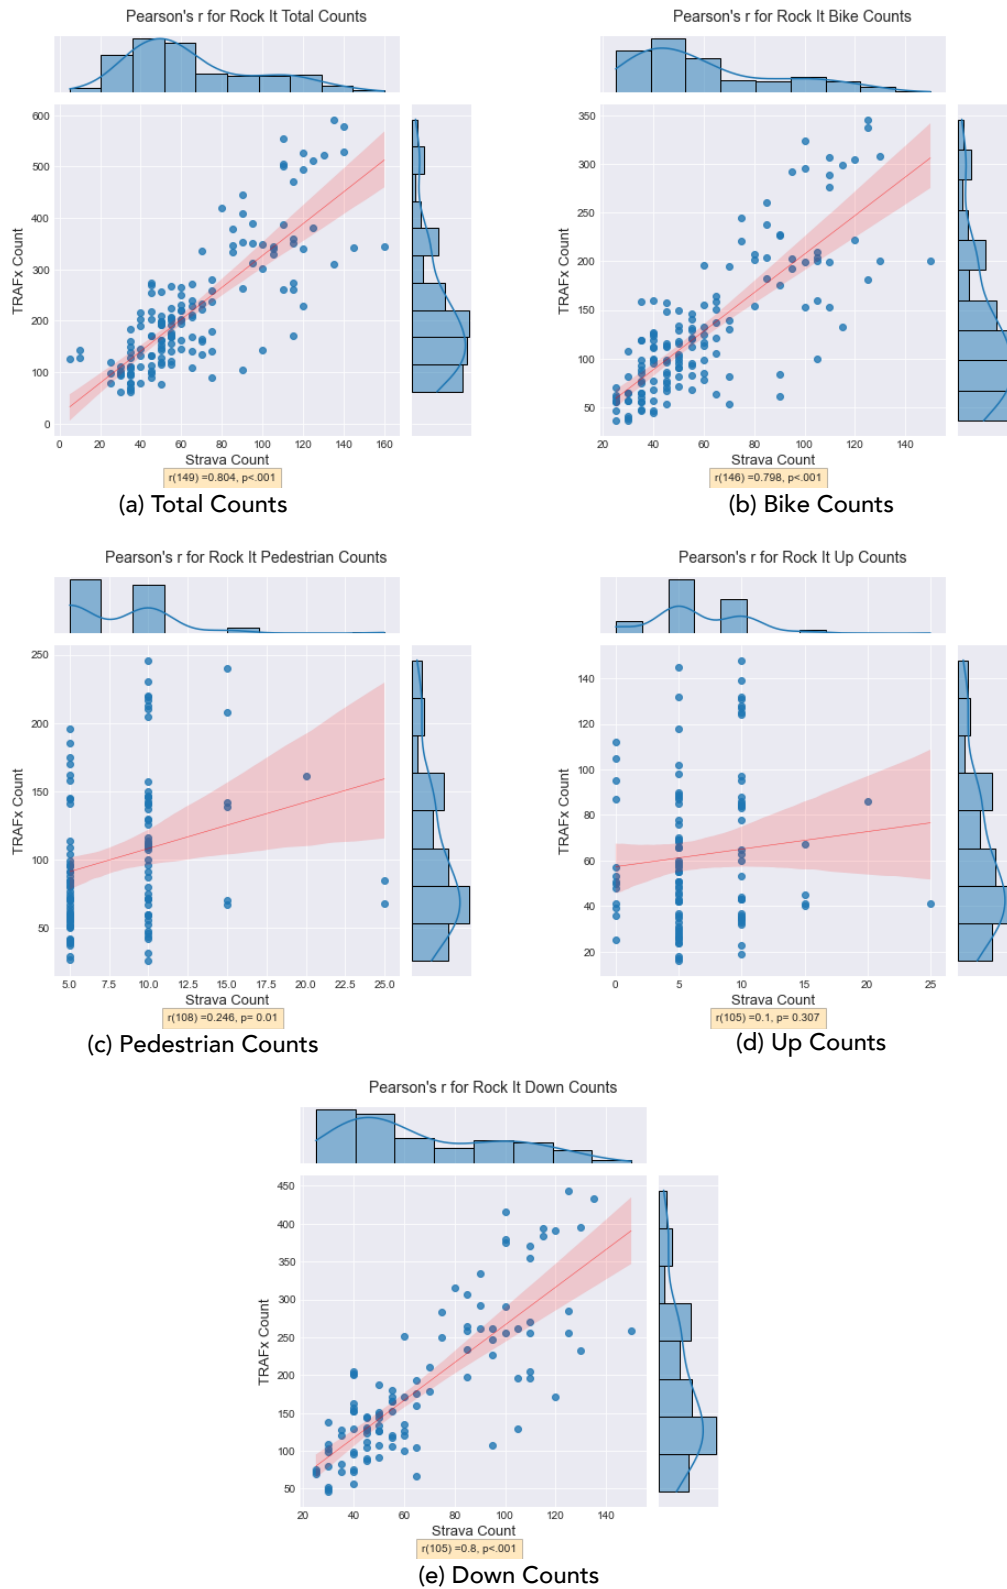 Pearson's r for Rock It Total Counts
600
500
400
300
200
100
0
TRAFx Count
0 20 40 60 80 100 120 140 160
Strava Count
r(149) =0.804, p<.001
(a) Total Counts
Pearson's r for Rock It Bike Counts
350
300
250
200
150
100
50
TRAFx Count
20 40 60 80 100 120 140
Strava Count
r(146) =0.798, p<.001
(b) Bike Counts
Pearson's r for Rock It Pedestrian Counts
250
200
150
100
50
TRAFx Count
5.0 7.5 10.0 12.5 15.0 17.5 20.0 22.5 25.0
Strava Count
r(108) =0.246, p= 0.01
(c) Pedestrian Counts
Pearson's r for Rock It Up Counts
140
120
100
80
60
40
20
TRAFx Count
0 5 10 15 20 25
Strava Count
r(105) =0.1, p= 0.307
(d) Up Counts
Pearson's r for Rock It Down Counts
450
400
350
300
250
200
150
100
50
TRAFx Count
20 40 60 80 100 120 140
Strava Count
r(105) =0.8, p<.001
(e) Down Counts